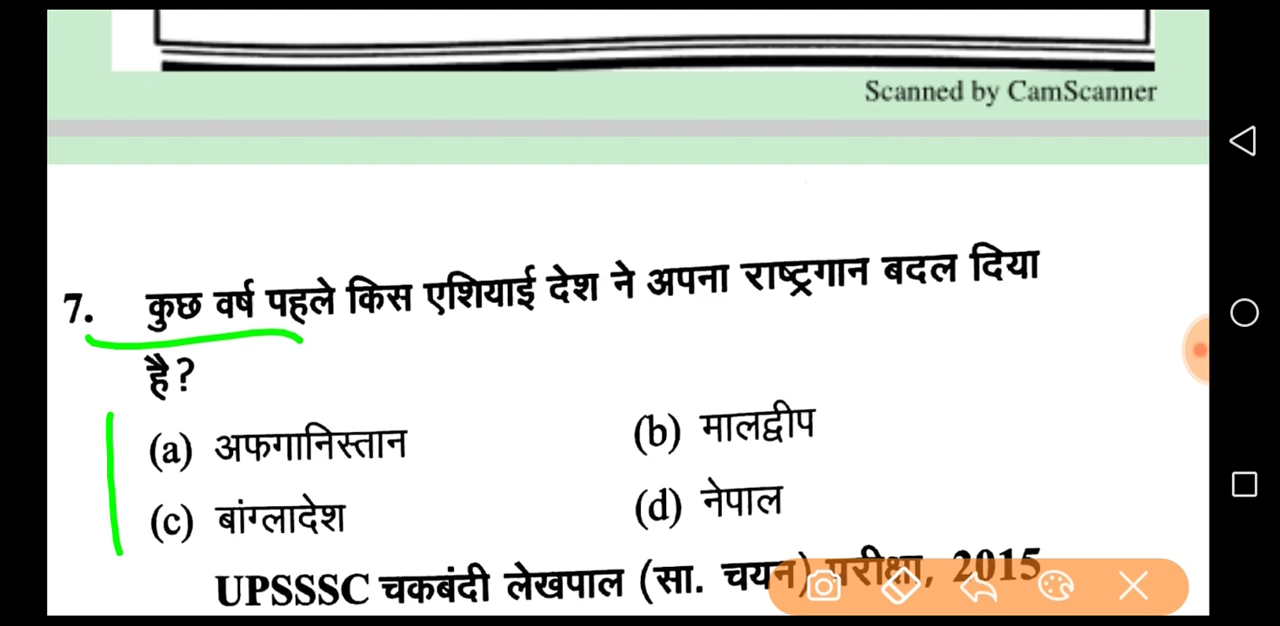 Scanned by CamScanner
7. कुछ वर्ष पहले किस एशियाई देश ने अपना राष्ट्रगान बदल दिया
है?
(a) अफगानिस्तान (b) मालद्वीप
(c) बांग्लादेश (d) नेपाल
UPSSSC चकबंदी लेखपाल (सा. चयन) परीक्षा, 2015